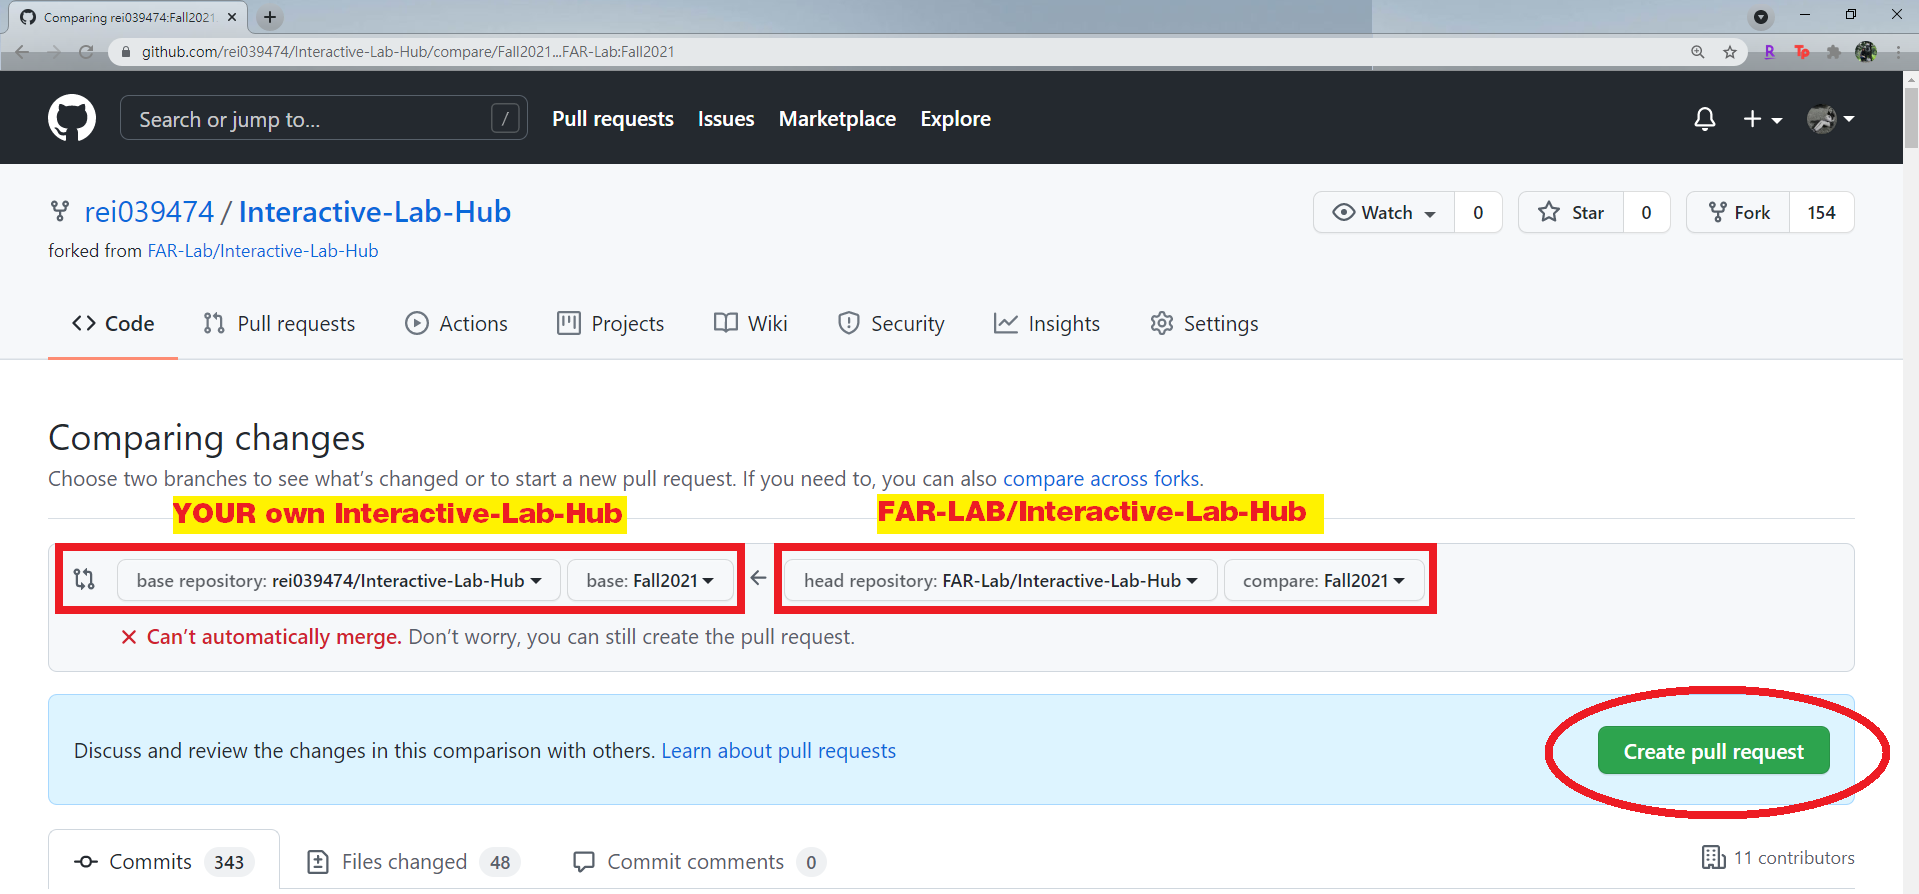 Comparing rei039474:Fall2021
github.com/rei039474/Interactive-Lab-Hub/compare/Fall2021...FAR-Lab:Fall2021
R Tp
Search or jump to... / Pull requests Issues Marketplace Explore
rei039474 / Interactive-Lab-Hub Watch 0 Star 0 Fork 154
forked from FAR-Lab/Interactive-Lab-Hub
Code Pull requests Actions Projects Wiki Security Insights Settings
Comparing changes
Choose two branches to see what's changed or to start a new pull request. If you need to, you can also compare across forks.
YOUR own Interactive-Lab-Hub FAR-LAB/Interactive-Lab-Hub
base repository: rei039474/Interactive-Lab-Hub base: Fall2021 head repository: FAR-Lab/Interactive-Lab-Hub compare: Fall2021
Can't automatically merge. Don't worry, you can still create the pull request.
Discuss and review the changes in this comparison with others. Learn about pull requests Create pull request
Commits 343 Files changed 48 Commit comments 0 11 contributors